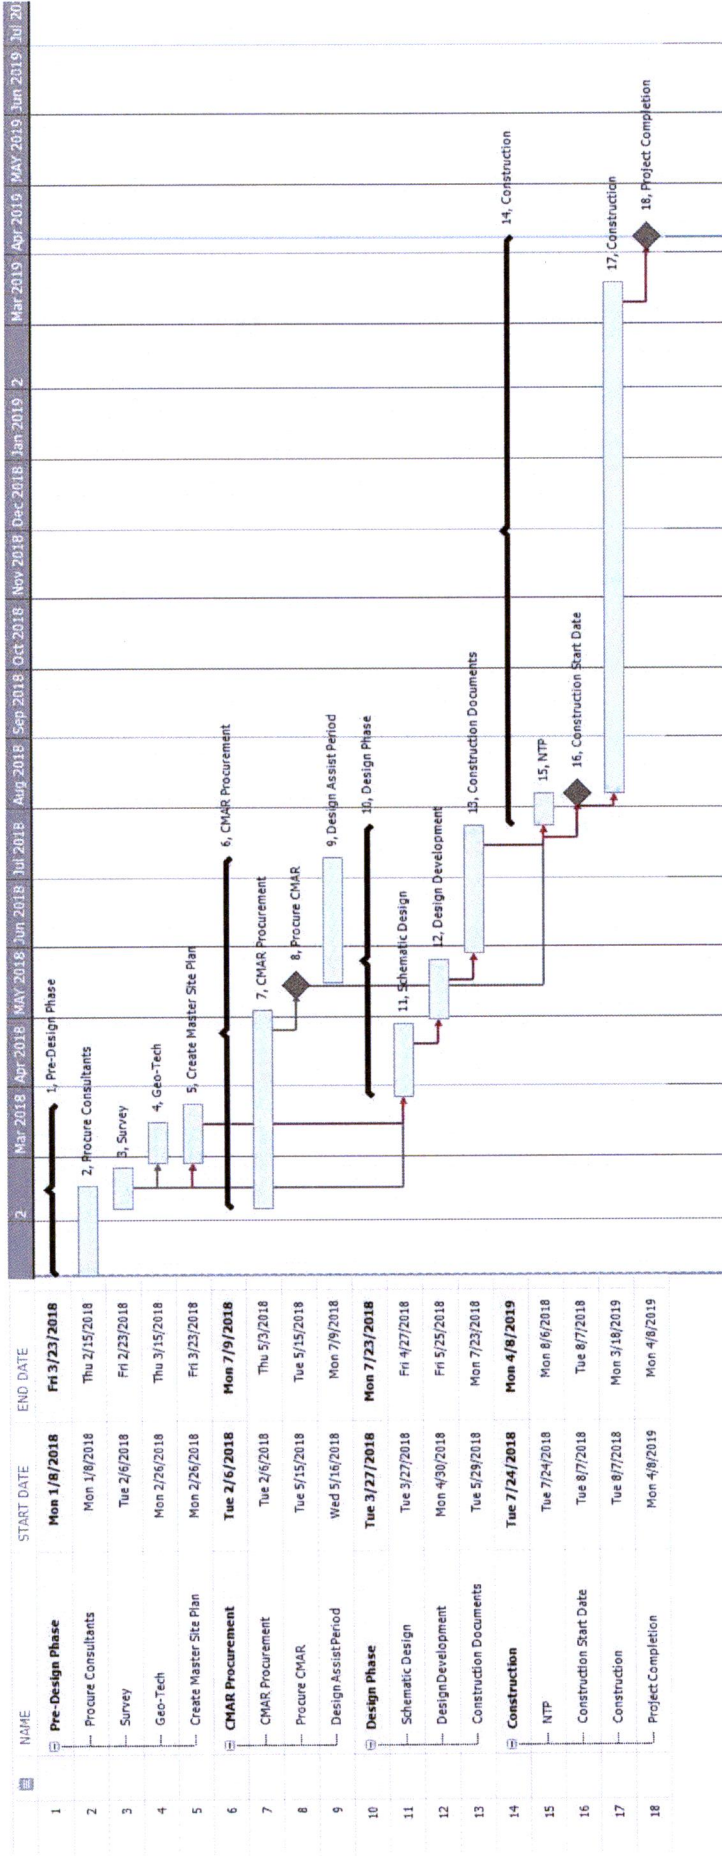 NAME START DATE END DATE
1 Pre-Design Phase Mon 1/8/2018 Fri 3/23/2018
2 Procure Consultants Mon 1/8/2018 Thu 2/15/2018
3 Survey Tue 2/6/2018 Fri 2/23/2018
4 Geo-Tech Mon 2/26/2018 Thu 3/15/2018
5 Create Master Site Plan Mon 2/26/2018 Fri 3/23/2018
6 CMAR Procurement Tue 2/6/2018 Mon 7/9/2018
7 CMAR Procurement Tue 2/6/2018 Thu 5/3/2018
8 Procure CMAR Tue 5/15/2018 Tue 5/15/2018
9 Design Assist Period Wed 5/16/2018 Mon 7/9/2018
10 Design Phase Tue 3/27/2018 Mon 7/23/2018
11 Schematic Design Tue 3/27/2018 Fri 4/27/2018
12 Design Development Mon 4/30/2018 Fri 5/25/2018
13 Construction Documents Tue 5/29/2018 Mon 7/23/2018
14 Construction Tue 7/24/2018 Mon 4/8/2019
15 NTP Tue 7/24/2018 Mon 8/6/2018
16 Construction Start Date Tue 8/7/2018 Tue 8/7/2018
17 Construction Tue 8/7/2018 Mon 3/18/2019
18 Project Completion Mon 4/8/2019 Mon 4/8/2019
2 Mar 2018 Apr 2018 MAY 2018 Jun 2018 Jul 2018 Aug 2018 Sep 2018 Oct 2018 Nov 2018 Dec 2018 Jan 2019 2 Mar 2019 Apr 2019 MAY 2019 Jun 2019 Jul 20
1, Pre-Design Phase
2, Procure Consultants
3, Survey
4, Geo-Tech
5, Create Master Site Plan
6, CMAR Procurement
7, CMAR Procurement
8, Procure CMAR
9, Design Assist Period
10, Design Phase
11, Schematic Design
12, Design Development
13, Construction Documents
14, Construction
15, NTP
16, Construction Start Date
17, Construction
18, Project Completion